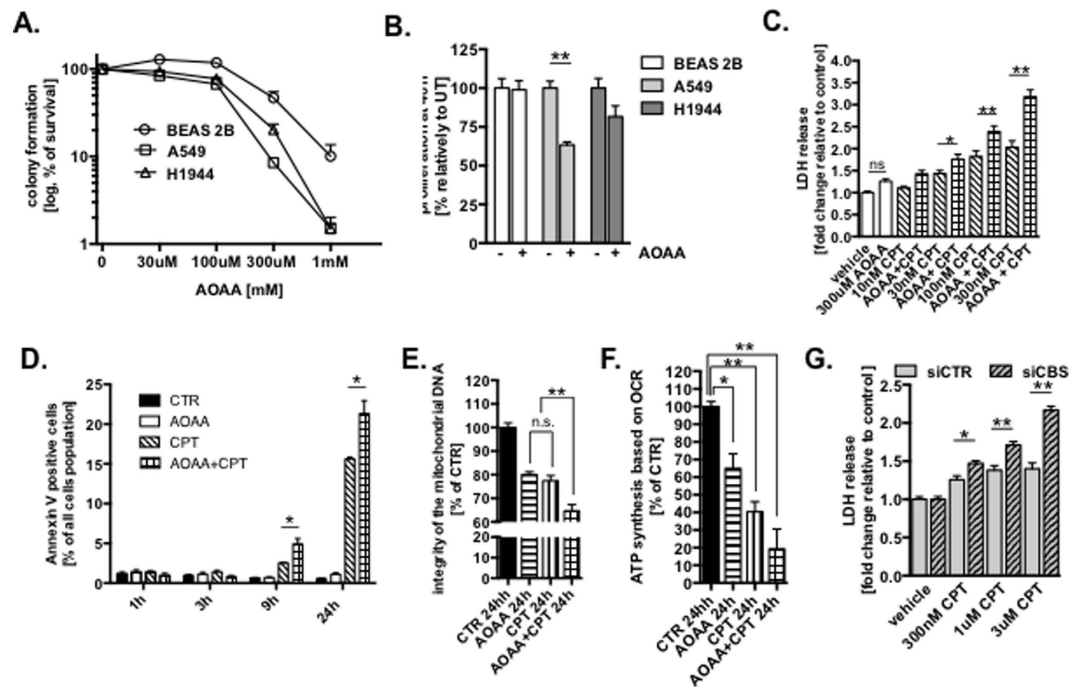 A.
colony formation
[log, % of survival]
100
10
1
BEAS 2B
A549
H1944
0 30uM 100uM 300uM 1mM
AOAA [mM]
B.
[% relatively to UT]
125
100
75
50
25
0
**
BEAS 2B
A549
H1944
- + - + - + AOAA
C.
LDH release
[fold change relative to control]
4.0
3.5
3.0
2.5
2.0
1.5
1.0
0.5
0.0
ns * ** **
vehicle
300uM AOAA
10nM CPT
AOAA+CPT
30nM CPT
AOAA+ CPT
100nM CPT
AOAA + CPT
300nM CPT
AOAA + CPT
D.
Annexin V positive cells
[% of all cells population]
25
20
15
10
5
0
CTR
AOAA
CPT
AOAA+CPT
* *
1h 3h 9h 24h
E.
integrity of the mitochondrial DNA
[% of CTR]
120
110
100
90
80
70
60
20
15
10
5
0
n.s. **
CTR 24hh
AOAA 24h
CPT 24h
AOAA+CPT 24h
F.
ATP synthesis based on OCR
[% of CTR]
120
110
100
90
80
70
60
50
40
30
20
10
0
**
**
*
CTR 24hh
AOAA 24h
CPT 24h
AOAA+CPT 24h
G.
siCTR siCBS
LDH release
[fold change relative to control]
2.5
2.0
1.5
1.0
0.5
0.0
* ** **
vehicle
300nM CPT
1uM CPT
3uM CPT